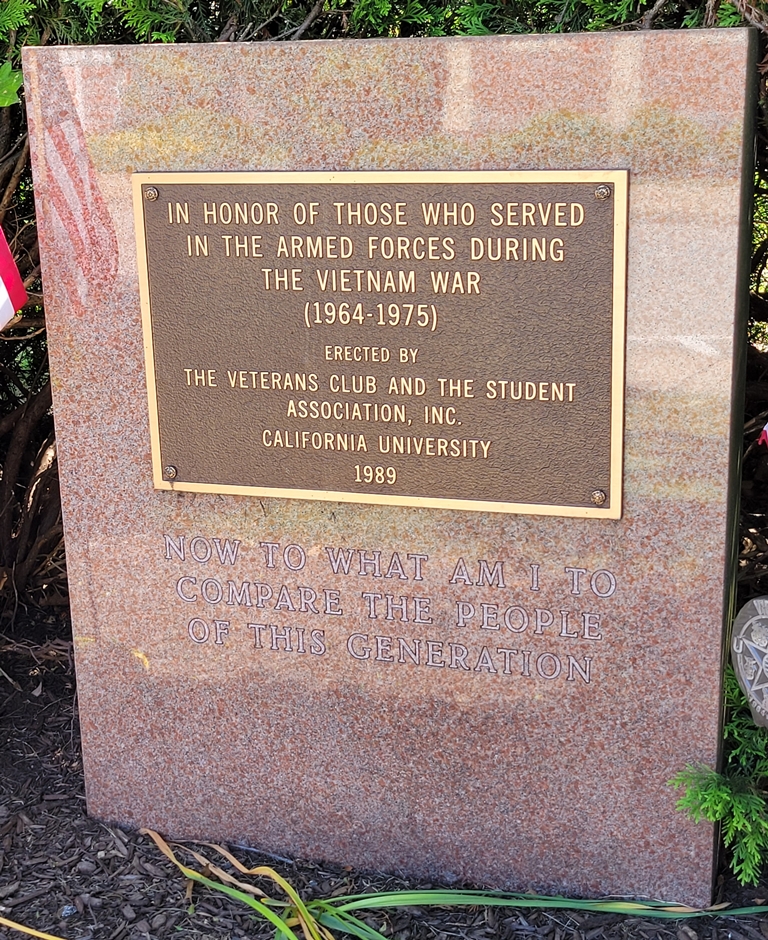 IN HONOR OF THOSE WHO SERVED
IN THE ARMED FORCES DURING
THE VIETNAM WAR
(1964-1975)
ERECTED BY
THE VETERANS CLUB AND THE STUDENT
ASSOCIATION, INC.
CALIFORNIA UNIVERSITY
1989
NOW TO WHAT AM I TO
COMPARE THE PEOPLE
OF THIS GENERATION